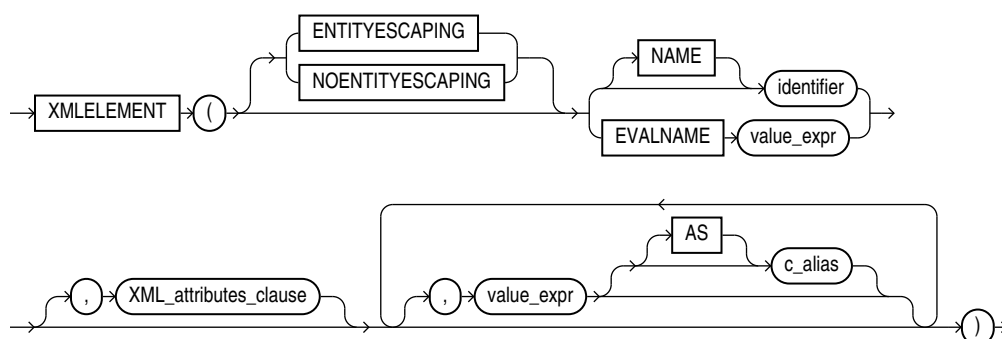 ENTITYESCAPING
NOENTITYESCAPING
NAME
XMLELEMENT ( identifier
EVALNAME value_expr
AS
c_alias
, XML_attributes_clause , value_expr
)